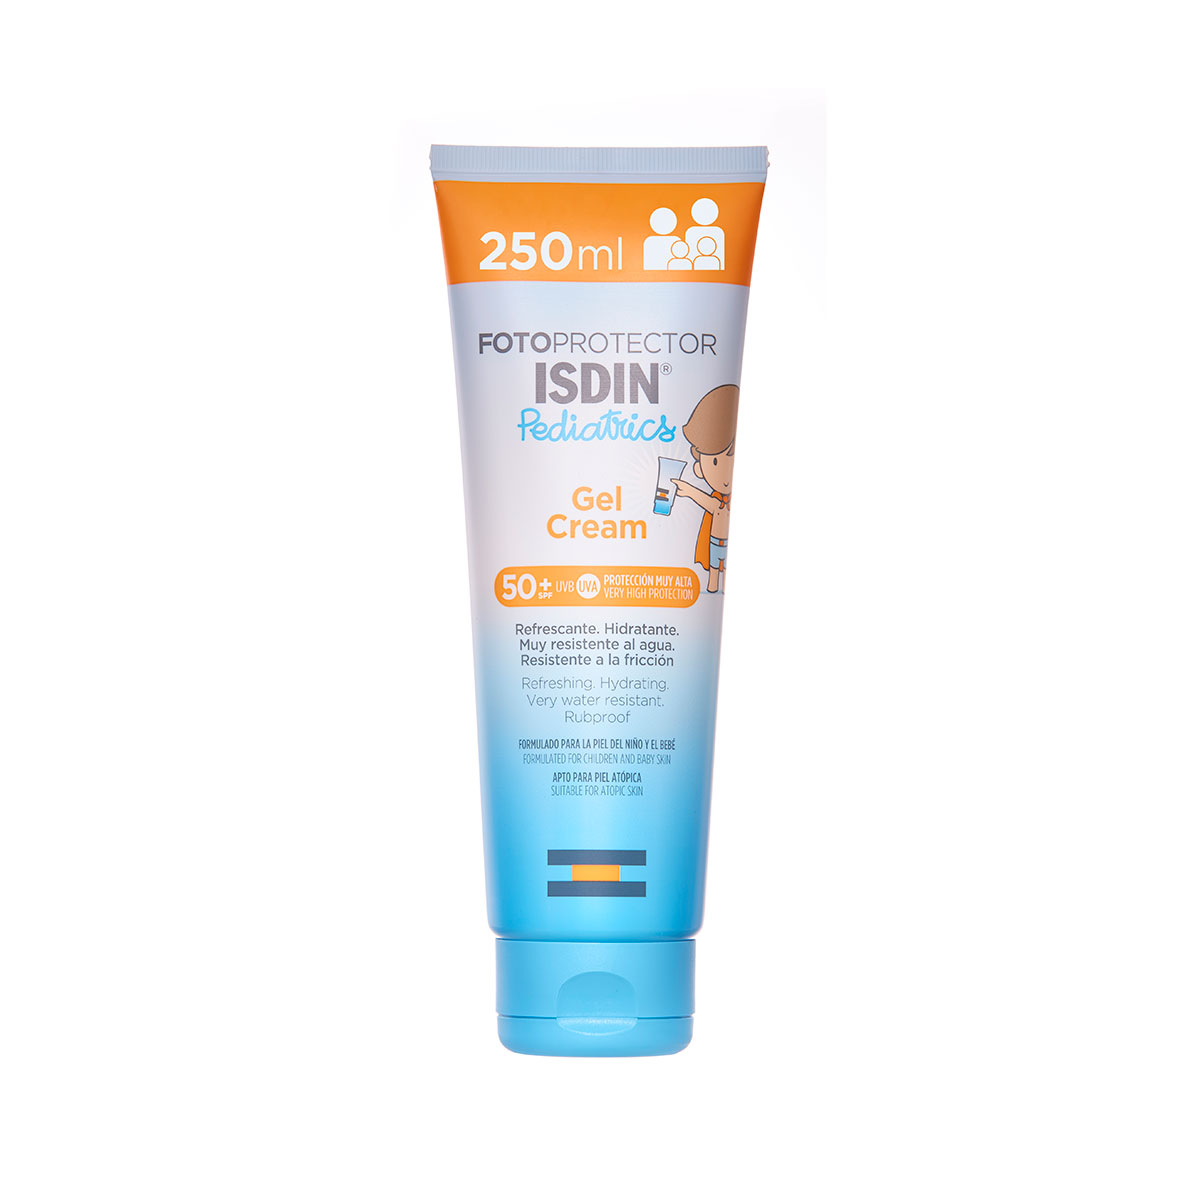 250ml
FOTOPROTECTOR
ISDIN®
Pediatrics
Gel
Cream
50+ SPF UVB UVA PROTECCIÓN MUY ALTA
VERY HIGH PROTECTION
Refrescante. Hidratante.
Muy resistente al agua.
Resistente a la fricción
Refreshing. Hydrating.
Very water resistant.
Rubproof
FORMULADO PARA LA PIEL DEL NIÑO Y EL BEBÉ
FORMULATED FOR CHILDREN AND BABY SKIN
APTO PARA PIEL ATÓPICA
SUITABLE FOR ATOPIC SKIN